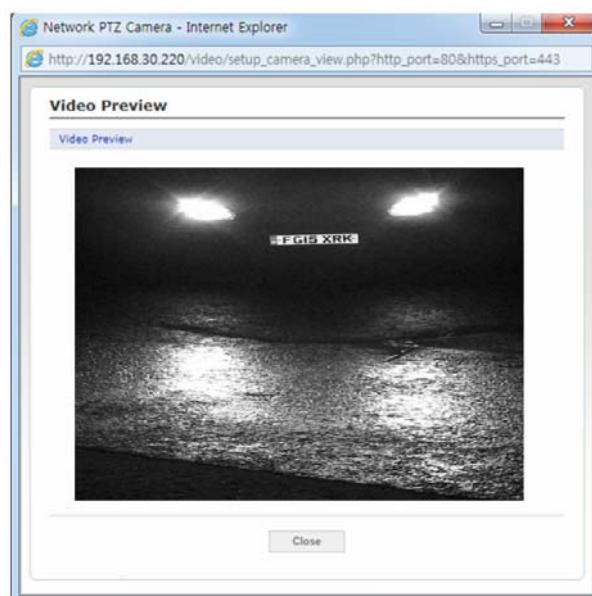 Network PTZ Camera - Internet Explorer
http://192.168.30.220/video/setup_camera_view.php?http_port=80&https_port=443
Video Preview
Video Preview
FG15 XRK
Close